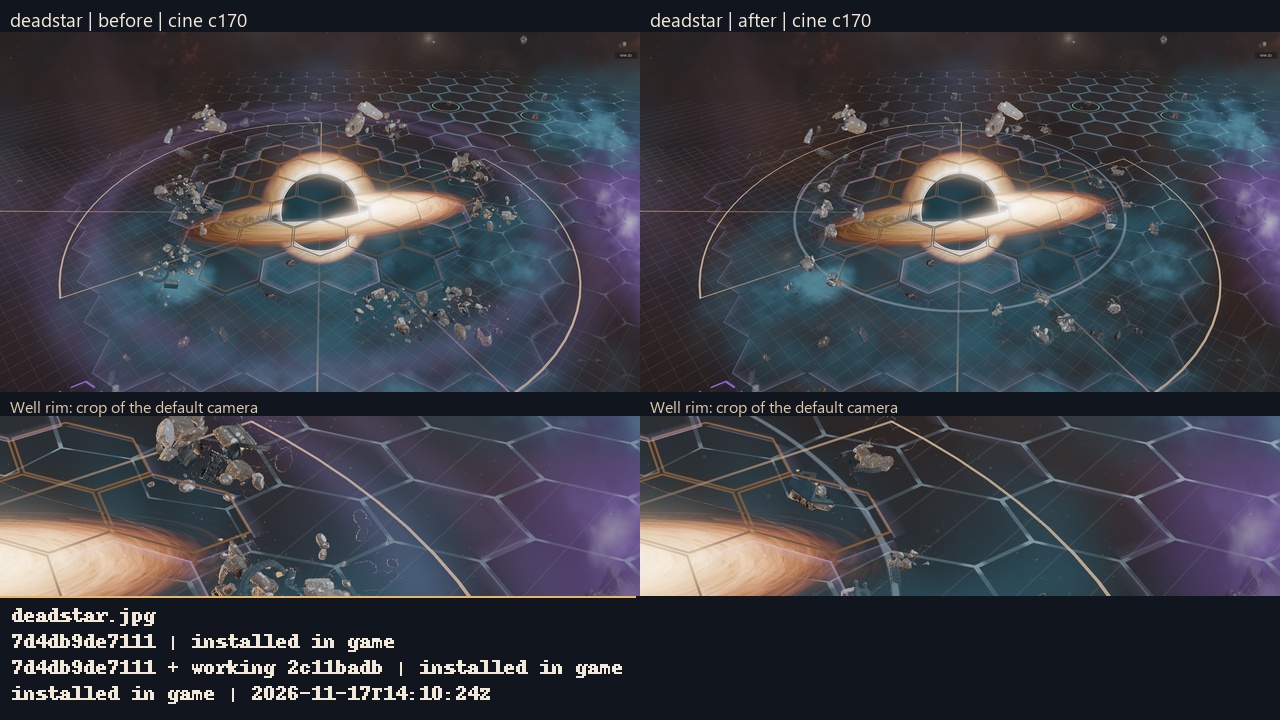 deadstar | before | cine c170
deadstar | after | cine c170
Well rim: crop of the default camera
Well rim: crop of the default camera
deadstar.jpg
7d4db9de7111 | installed in game
7d4db9de7111 + working 2c11badb | installed in game
installed in game | 2026-11-17T14:10:24Z